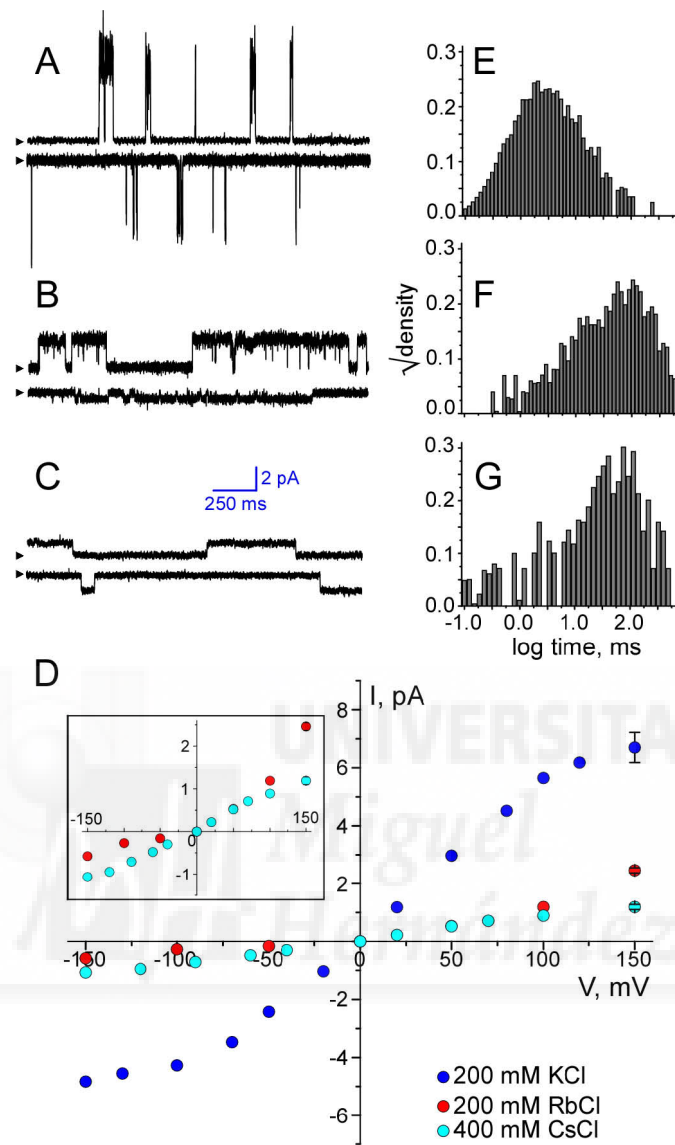 A
B
C
2 pA
250 ms
E
0.3
0.2
0.1
0.0
F
0.3
0.2
0.1
0.0
√density
G
0.3
0.2
0.1
0.0
-1.0 0.0 1.0 2.0
log time, ms
D
I, pA
8
6
4
2
0
-2
-4
-6
-150 -100 -50 0 50 100 150
V, mV
2
1
0
-1
-150 150
200 mM KCl
200 mM RbCl
400 mM CsCl
UNIVERSITA
Miguel
Hernández